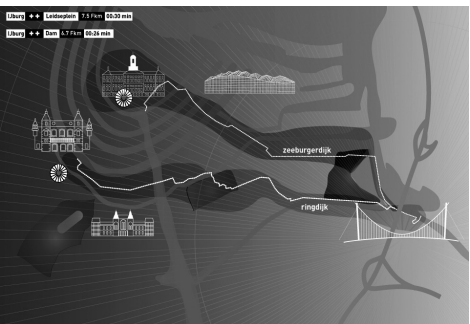 IJburg ++ Leidseplein 7.5 Fkm 00:30 min
IJburg ++ Dam 6.7 Fkm 00:26 min
zeeburgerdijk
ringdijk